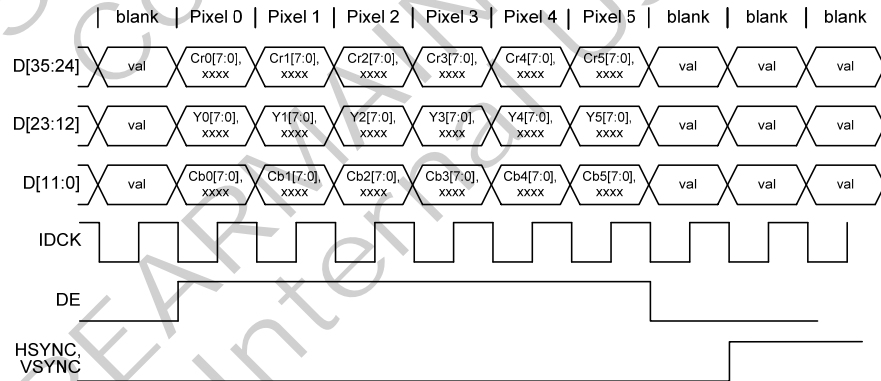 | blank | Pixel 0 | Pixel 1 | Pixel 2 | Pixel 3 | Pixel 4 | Pixel 5 | blank | blank | blank
D[35:24] val Cr0[7:0], Cr1[7:0], Cr2[7:0], Cr3[7:0], Cr4[7:0], Cr5[7:0], val val val
xxxx xxxx xxxx xxxx xxxx xxxx
D[23:12] val Y0[7:0], Y1[7:0], Y2[7:0], Y3[7:0], Y4[7:0], Y5[7:0], val val val
xxxx xxxx xxxx xxxx xxxx xxxx
D[11:0] val Cb0[7:0], Cb1[7:0], Cb2[7:0], Cb3[7:0], Cb4[7:0], Cb5[7:0], val val val
xxxx xxxx xxxx xxxx xxxx xxxx
IDCK
DE
HSYNC,
VSYNC
Internal